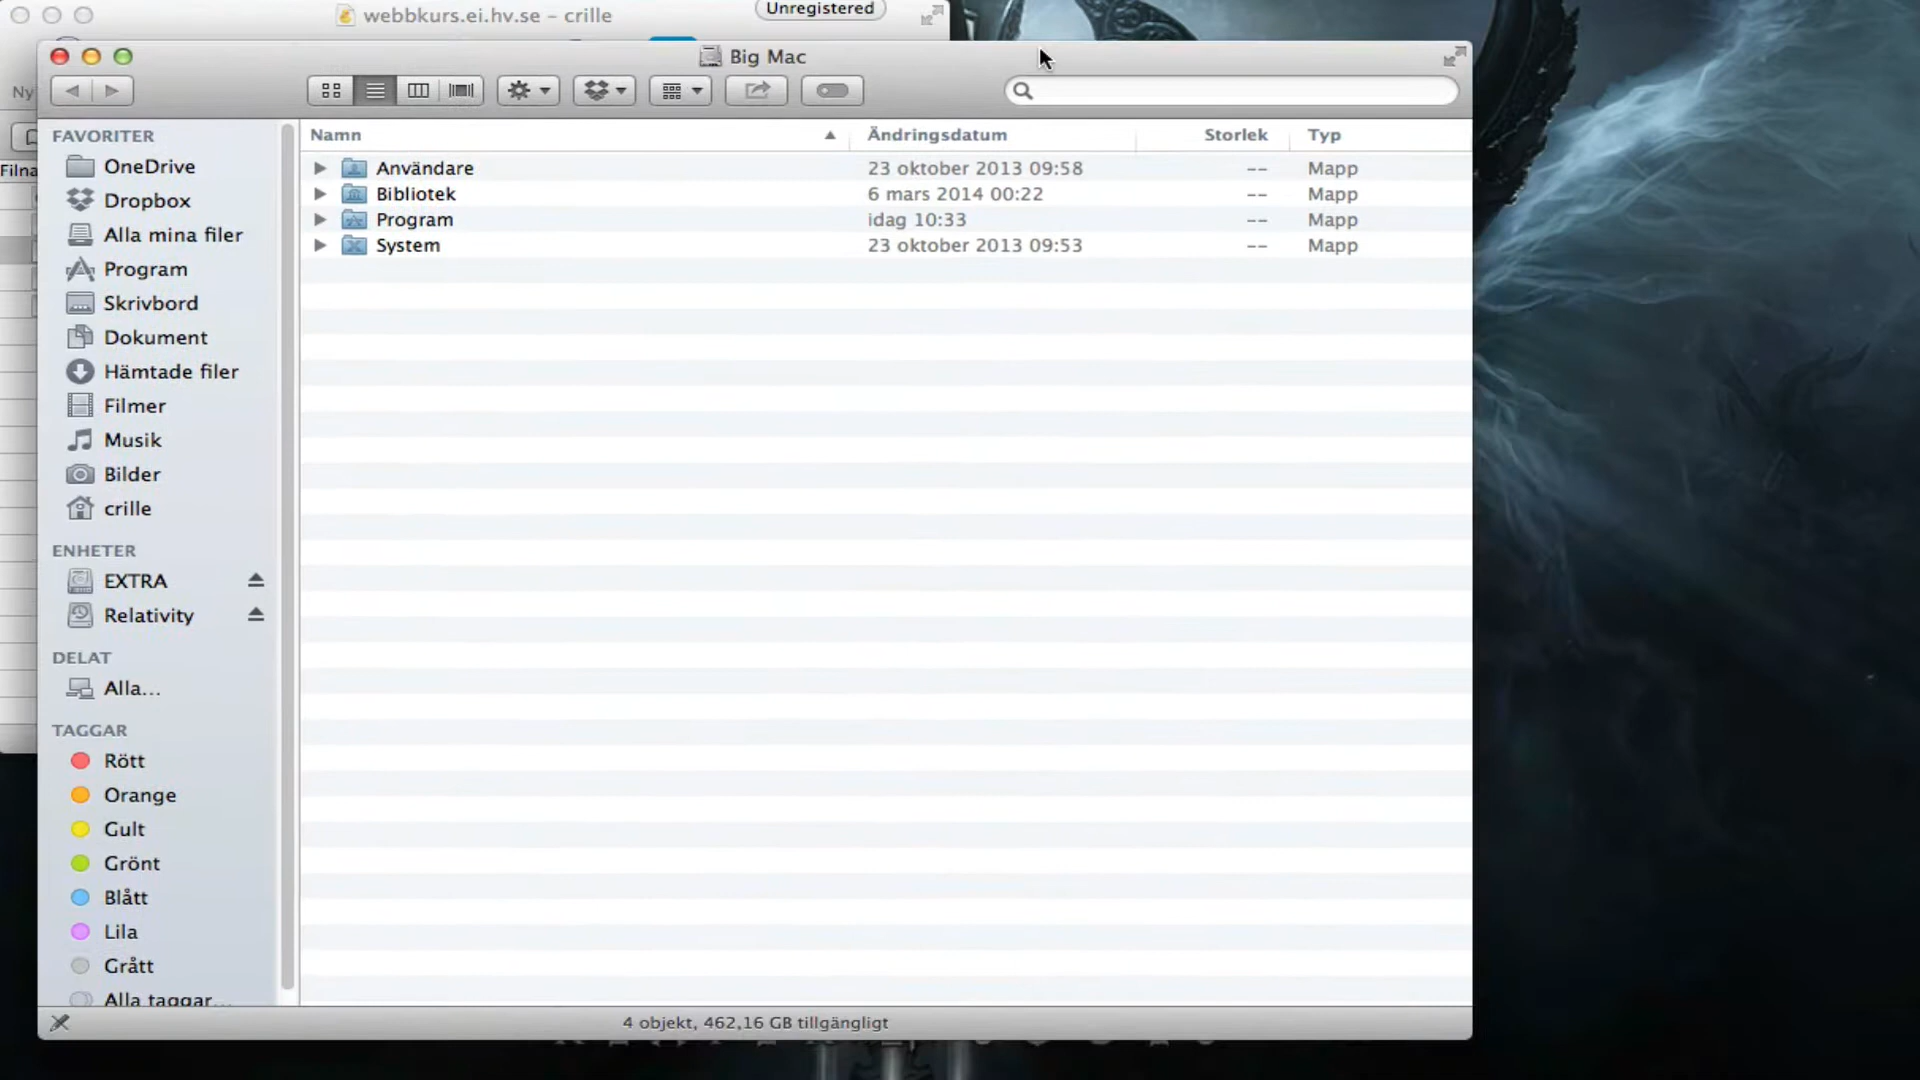 webbkurs.ei.hv.se – crille
Unregistered
Big Mac
Ny
Filna
FAVORITER
OneDrive
Dropbox
Alla mina filer
Program
Skrivbord
Dokument
Hämtade filer
Filmer
Musik
Bilder
crille
ENHETER
EXTRA
Relativity
DELAT
Alla...
TAGGAR
Rött
Orange
Gult
Grönt
Blått
Lila
Grått
Alla taggar...
Namn Ändringsdatum Storlek Typ
Användare 23 oktober 2013 09:58 -- Mapp
Bibliotek 6 mars 2014 00:22 -- Mapp
Program idag 10:33 -- Mapp
System 23 oktober 2013 09:53 -- Mapp
4 objekt, 462,16 GB tillgängligt